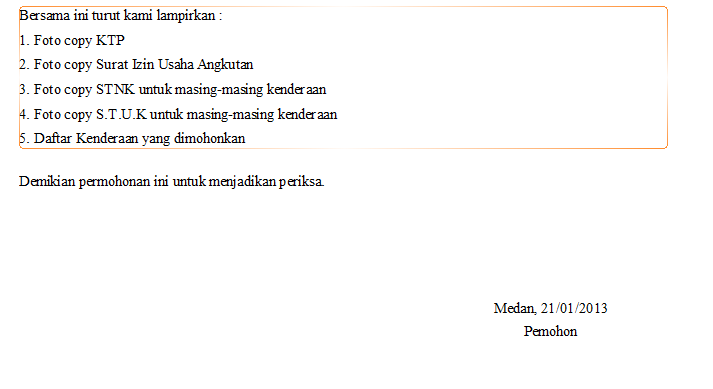 Bersama ini turut kami lampirkan :
1. Foto copy KTP
2. Foto copy Surat Izin Usaha Angkutan
3. Foto copy STNK untuk masing-masing kenderaan
4. Foto copy S.T.U.K untuk masing-masing kenderaan
5. Daftar Kenderaan yang dimohonkan
Demikian permohonan ini untuk menjadikan periksa.
Medan, 21/01/2013
Pemohon